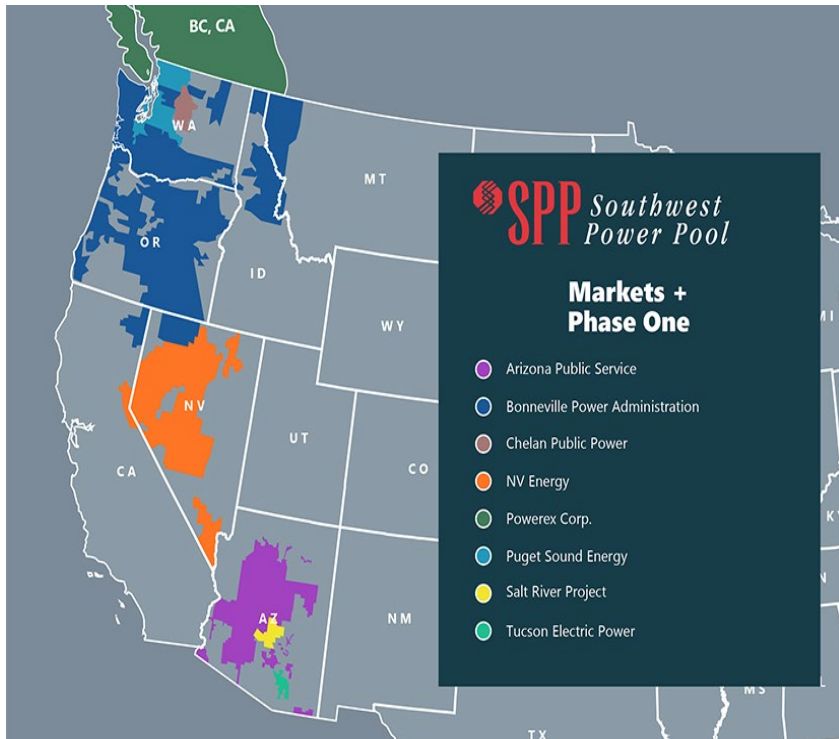 BC, CA
WA
MT
OR
ID
WY
NV
UT
CA
CO
AZ
NM
TX
MS
MI
SPP Southwest
Power Pool
Markets +
Phase One
Arizona Public Service
Bonneville Power Administration
Chelan Public Power
NV Energy
Powerex Corp.
Puget Sound Energy
Salt River Project
Tucson Electric Power